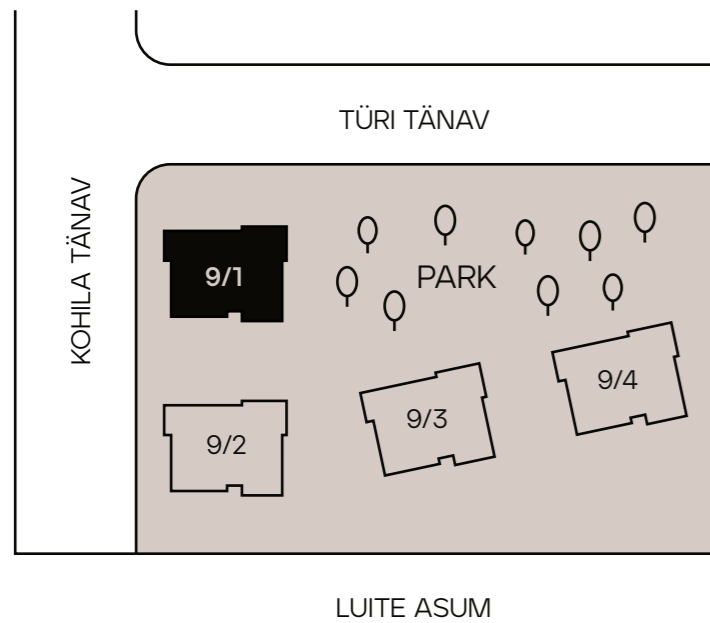 TÜRI TÄNAV
KOHILA TÄNAV
9/1
PARK
9/4
9/3
9/2
LUITE ASUM